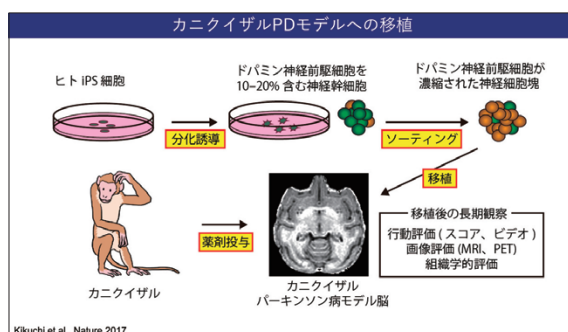 カニクイザルPDモデルへの移植
ヒト iPS 細胞
ドパミン神経前駆細胞を
10–20% 含む神経幹細胞
ドパミン神経前駆細胞が
濃縮された神経細胞塊
分化誘導
ソーティング
移植
薬剤投与
カニクイザル
カニクイザル
パーキンソン病モデル脳
移植後の長期観察
行動評価 ( スコア、ビデオ )
画像評価 (MRI、PET)
組織学的評価
Kikuchi et al., Nature 2017